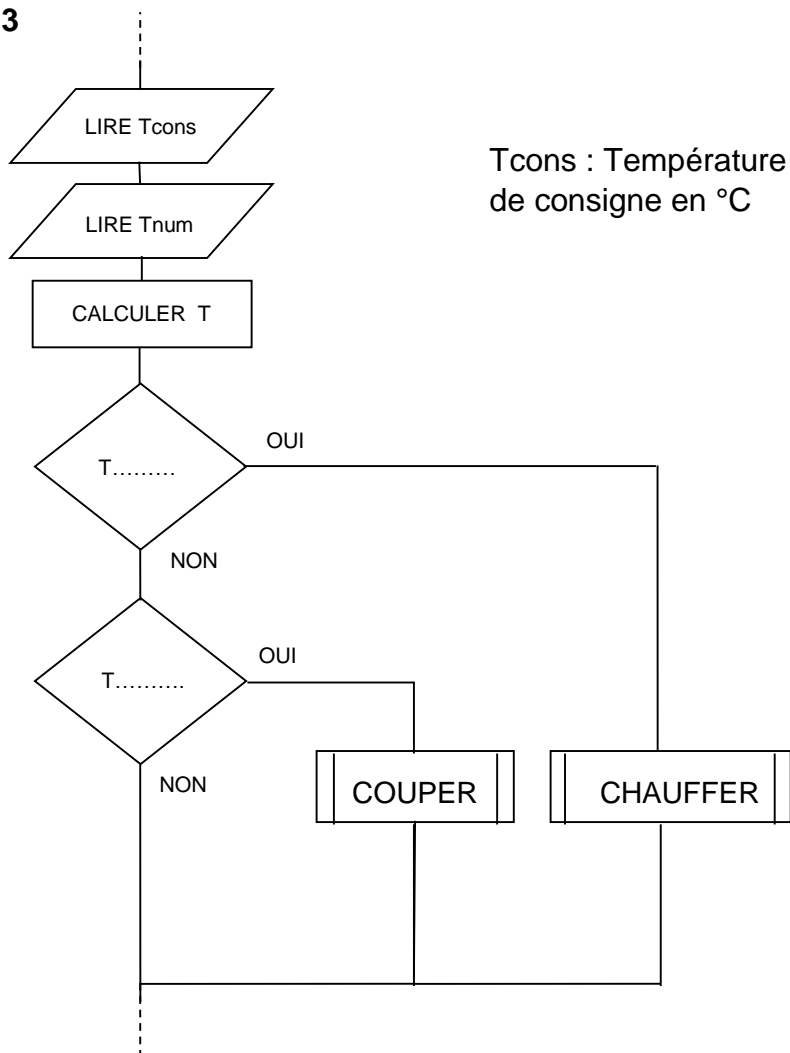 3
LIRE Tcons
Tcons : Température
de consigne en °C
LIRE Tnum
CALCULER T
OUI
T………
NON
OUI
T……….
NON
COUPER
CHAUFFER